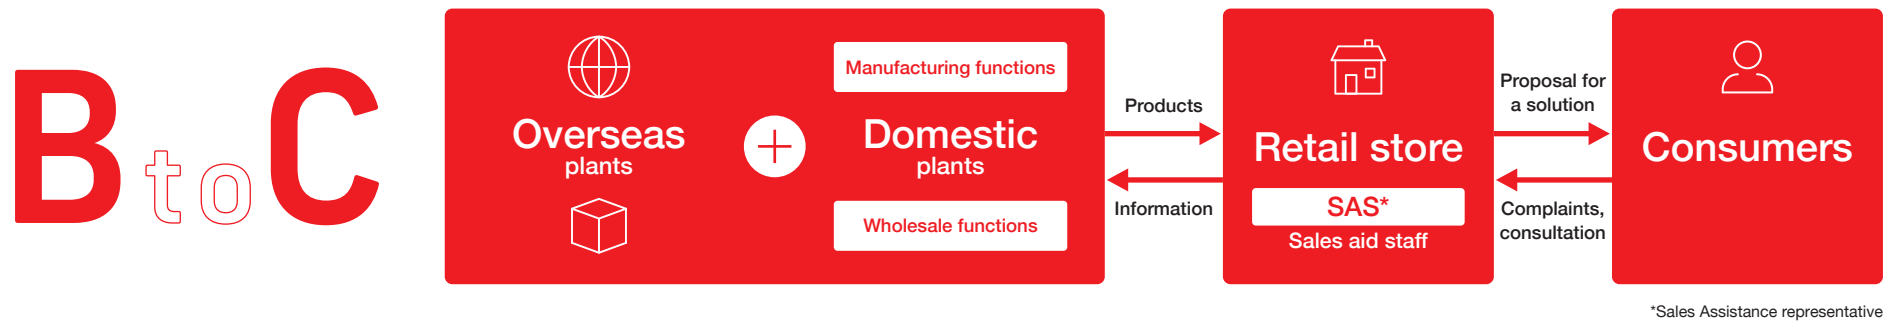 B to C
Overseas
plants
Manufacturing functions
Domestic
plants
Wholesale functions
Products
Information
Retail store
SAS*
Sales aid staff
Proposal for
a solution
Complaints,
consultation
Consumers
*Sales Assistance representative